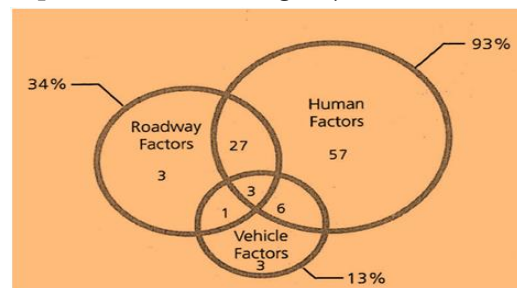 93%
34%
Human
Factors
Roadway
Factors
27
57
3
3
1
6
Vehicle
Factors
3
13%